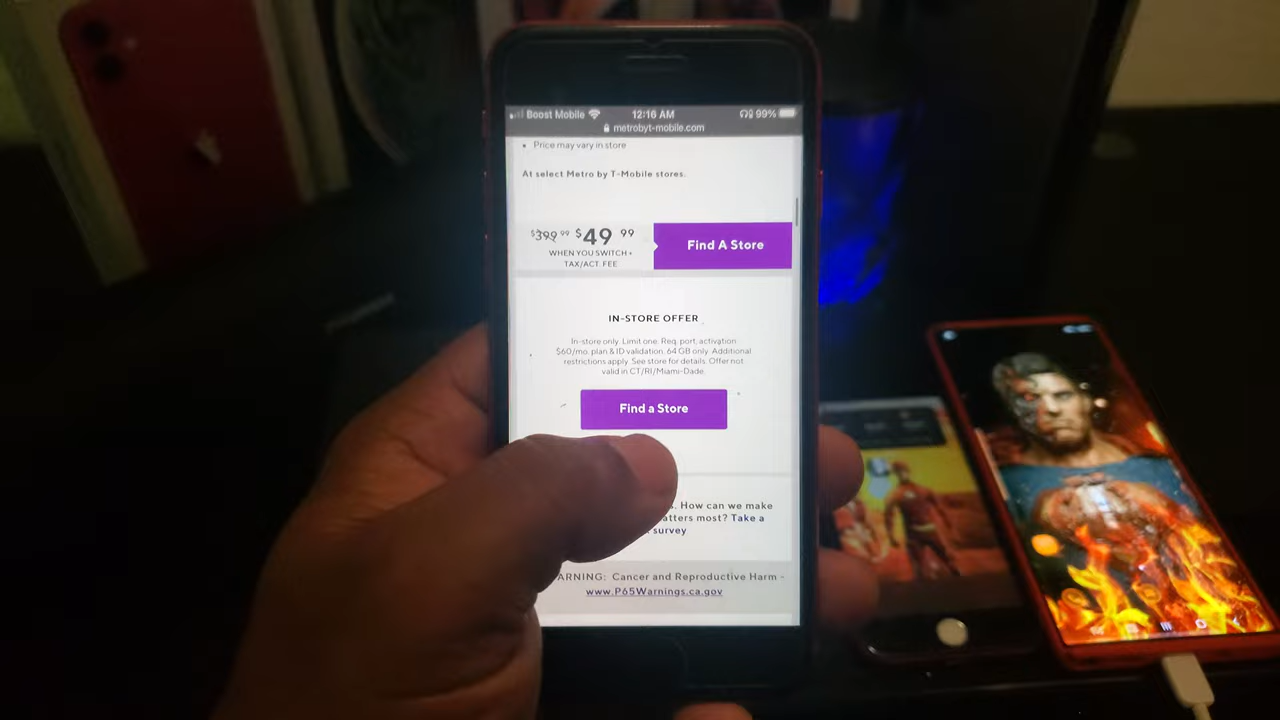 Boost Mobile 12:16 AM 99%
metrobyt-mobile.com
• Price may vary in store
At select Metro by T-Mobile stores.
$399 99 $49 99
WHEN YOU SWITCH +
TAX/ACT. FEE
Find A Store
IN-STORE OFFER
In-store only. Limit one. Req. port, activation
$60/mo. plan & ID validation. 64 GB only. Additional
restrictions apply. See store for details. Offer not
valid in CT/RI/Miami-Dade.
Find a Store
. How can we make
atters most? Take a
survey
ARNING: Cancer and Reproductive Harm -
www.P65Warnings.ca.gov